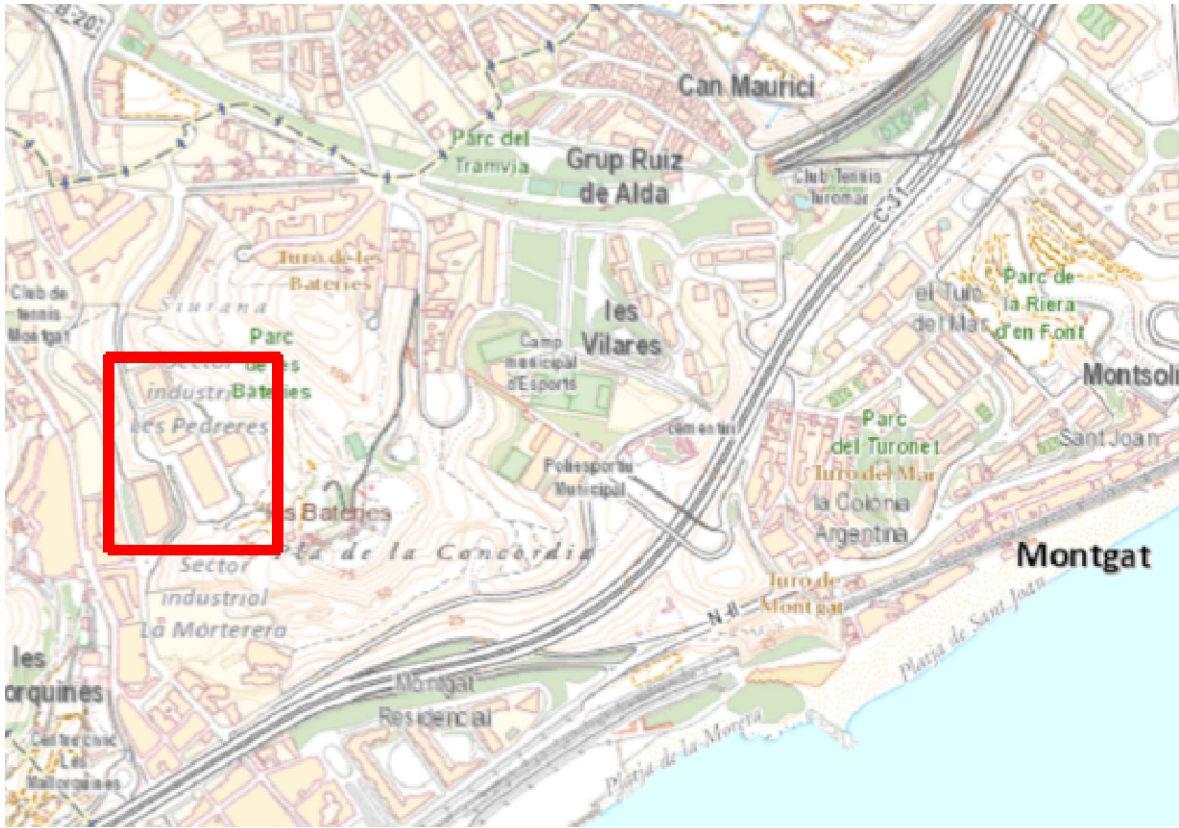 B-20
Can Maurici
Parc del
Tramvia
Grup Ruiz
de Alda
Club Tennis
Turomar
C-31
Turó de les
Bateries
Siurana
Club de
tennis
Montgat
Parc
de les
Bateries
Sector
industri
Les Pedreres
Camp
municipal
d'Esports
les
Vilares
el Turó
del Mar
Parc de
la Riera
d'en Font
Montsoli
Parc
del Turonet
Sant Joan
Turó del Mar
la Colònia
Argentina
cementiri
Poliesportiu
Municipal
les Bateries
Pla de la Concòrdia
Montgat
Turó de
Montgat
N-II
Platja de Sant Joan
Sector
industrial
La Morterera
les
orquines
Montgat
Residencial
Platja de la Morera
Centre cívic
Les
Mallorquines